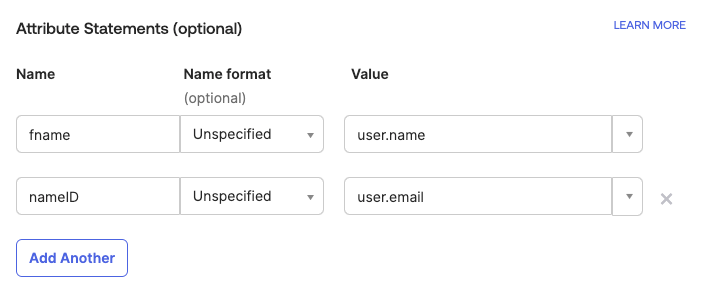 Attribute Statements (optional)
LEARN MORE
Name
Name format
(optional)
Value
fname
Unspecified
user.name
nameID
Unspecified
user.email
Add Another